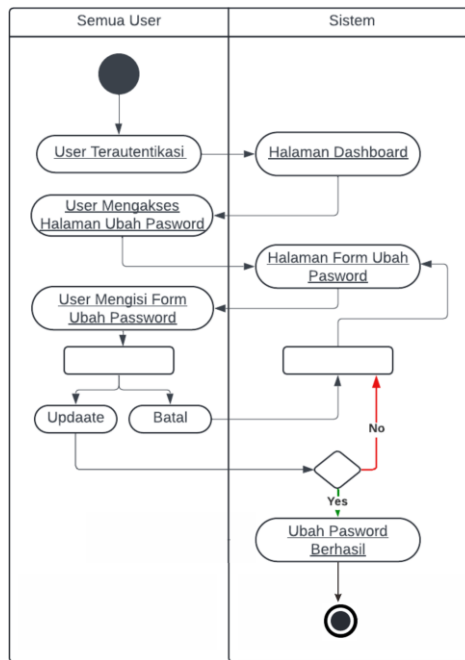 Semua User
Sistem
User Terautentikasi
Halaman Dashboard
User Mengakses
Halaman Ubah Pasword
Halaman Form Ubah
Pasword
User Mengisi Form
Ubah Password
Updaate
Batal
No
Yes
Ubah Pasword
Berhasil